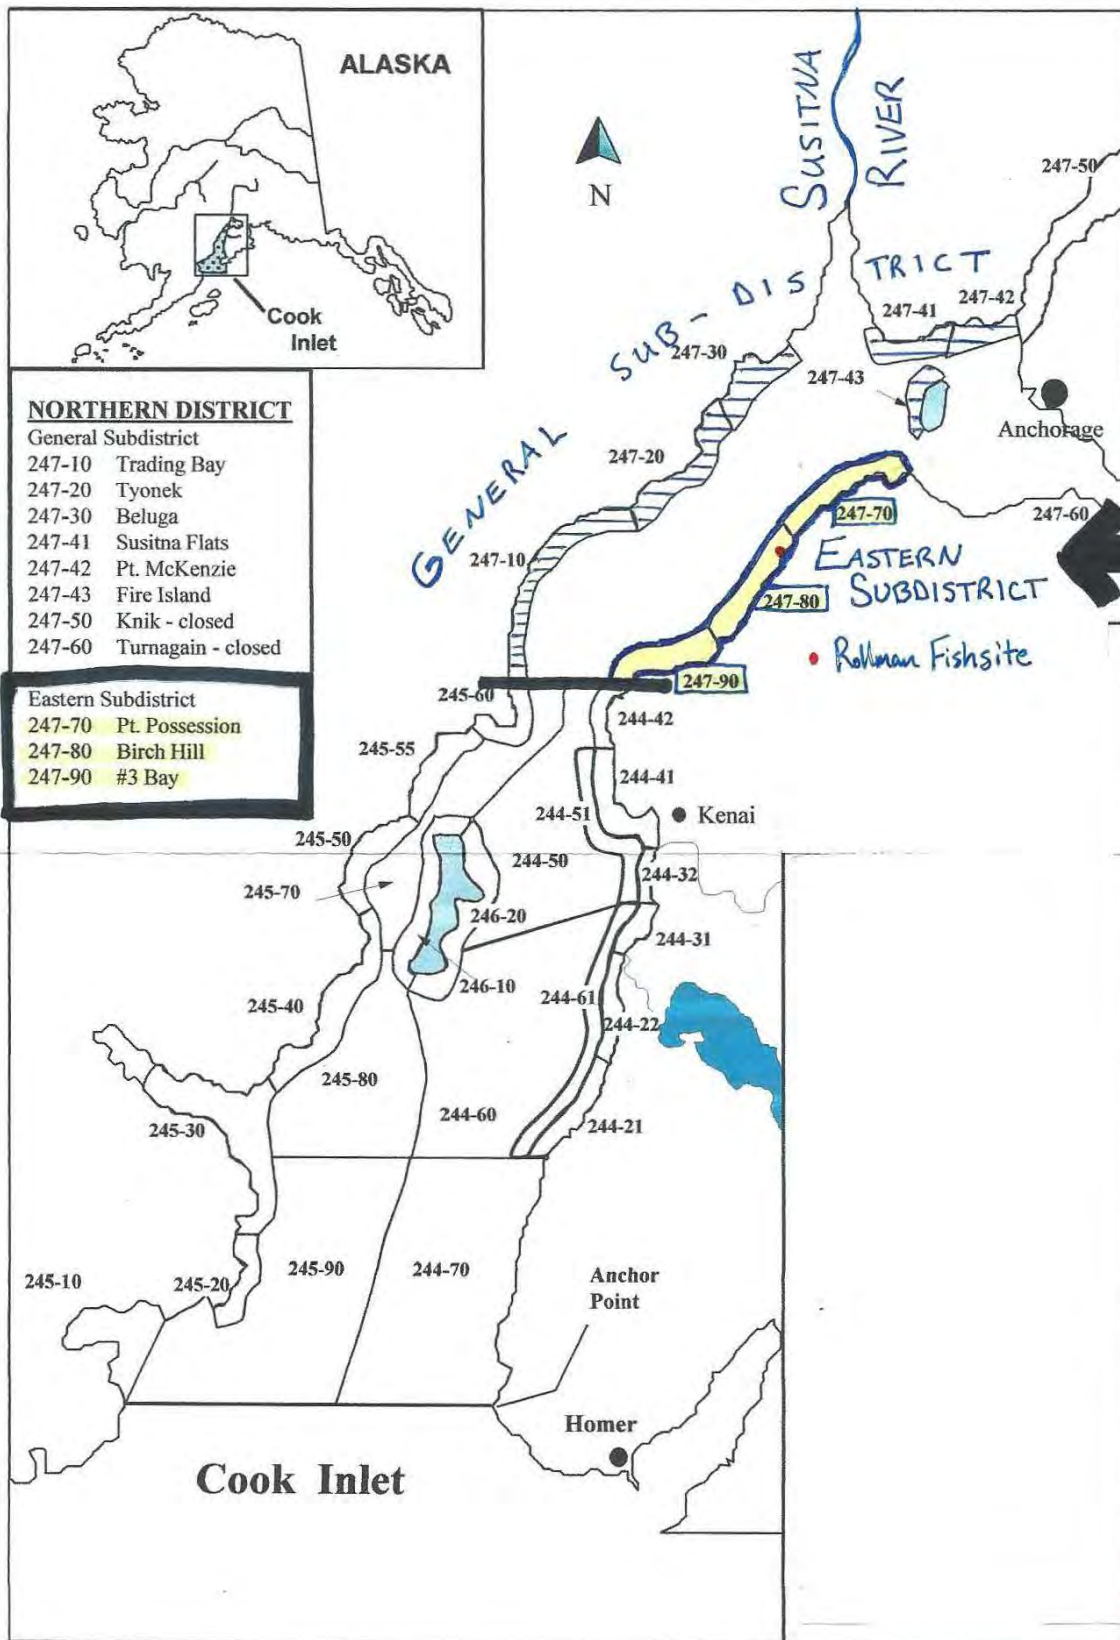 ALASKA
Cook
Inlet
N
SUSITNA
RIVER
247-50
GENERAL SUB-DISTRICT
247-41
247-42
247-30
247-43
Anchorage
NORTHERN DISTRICT
General Subdistrict
247-10 Trading Bay
247-20 Tyonek
247-30 Beluga
247-41 Susitna Flats
247-42 Pt. McKenzie
247-43 Fire Island
247-50 Knik - closed
247-60 Turnagain - closed
Eastern Subdistrict
247-70 Pt. Possession
247-80 Birch Hill
247-90 #3 Bay
247-20
247-70
247-60
247-10
EASTERN
SUBDISTRICT
247-80
Rollman Fishsite
247-90
245-60
244-42
245-55
244-41
244-51
Kenai
245-50
244-50
244-32
245-70
246-20
244-31
246-10
244-61
245-40
244-22
245-80
244-60
244-21
245-30
245-10
245-20
245-90
244-70
Anchor
Point
Homer
Cook Inlet